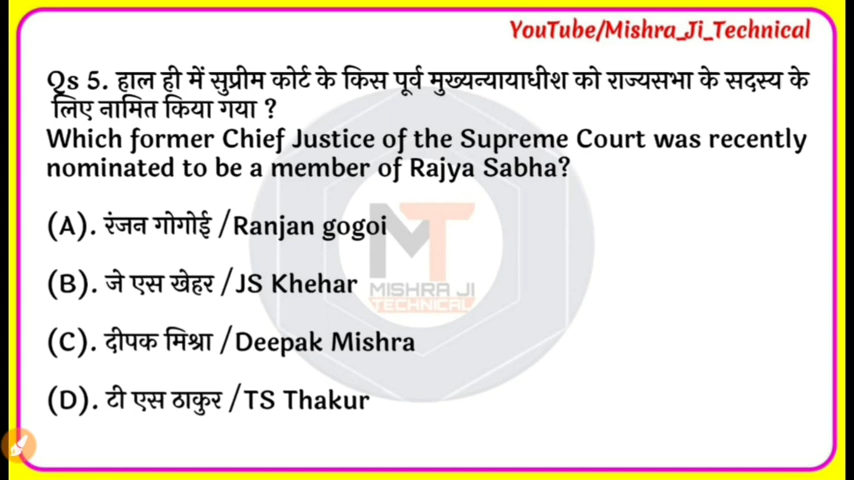 YouTube/Mishra_Ji_Technical
Qs 5. हाल ही में सुप्रीम कोर्ट के किस पूर्व मुख्यन्यायाधीश को राज्यसभा के सदस्य के
लिए नामित किया गया ?
Which former Chief Justice of the Supreme Court was recently
nominated to be a member of Rajya Sabha?
(A). रंजन गोगोई /Ranjan gogoi
(B). जे एस खेहर /JS Khehar
(C). दीपक मिश्रा /Deepak Mishra
(D). टी एस ठाकुर /TS Thakur
MT
MISHRA JI
TECHNICAL